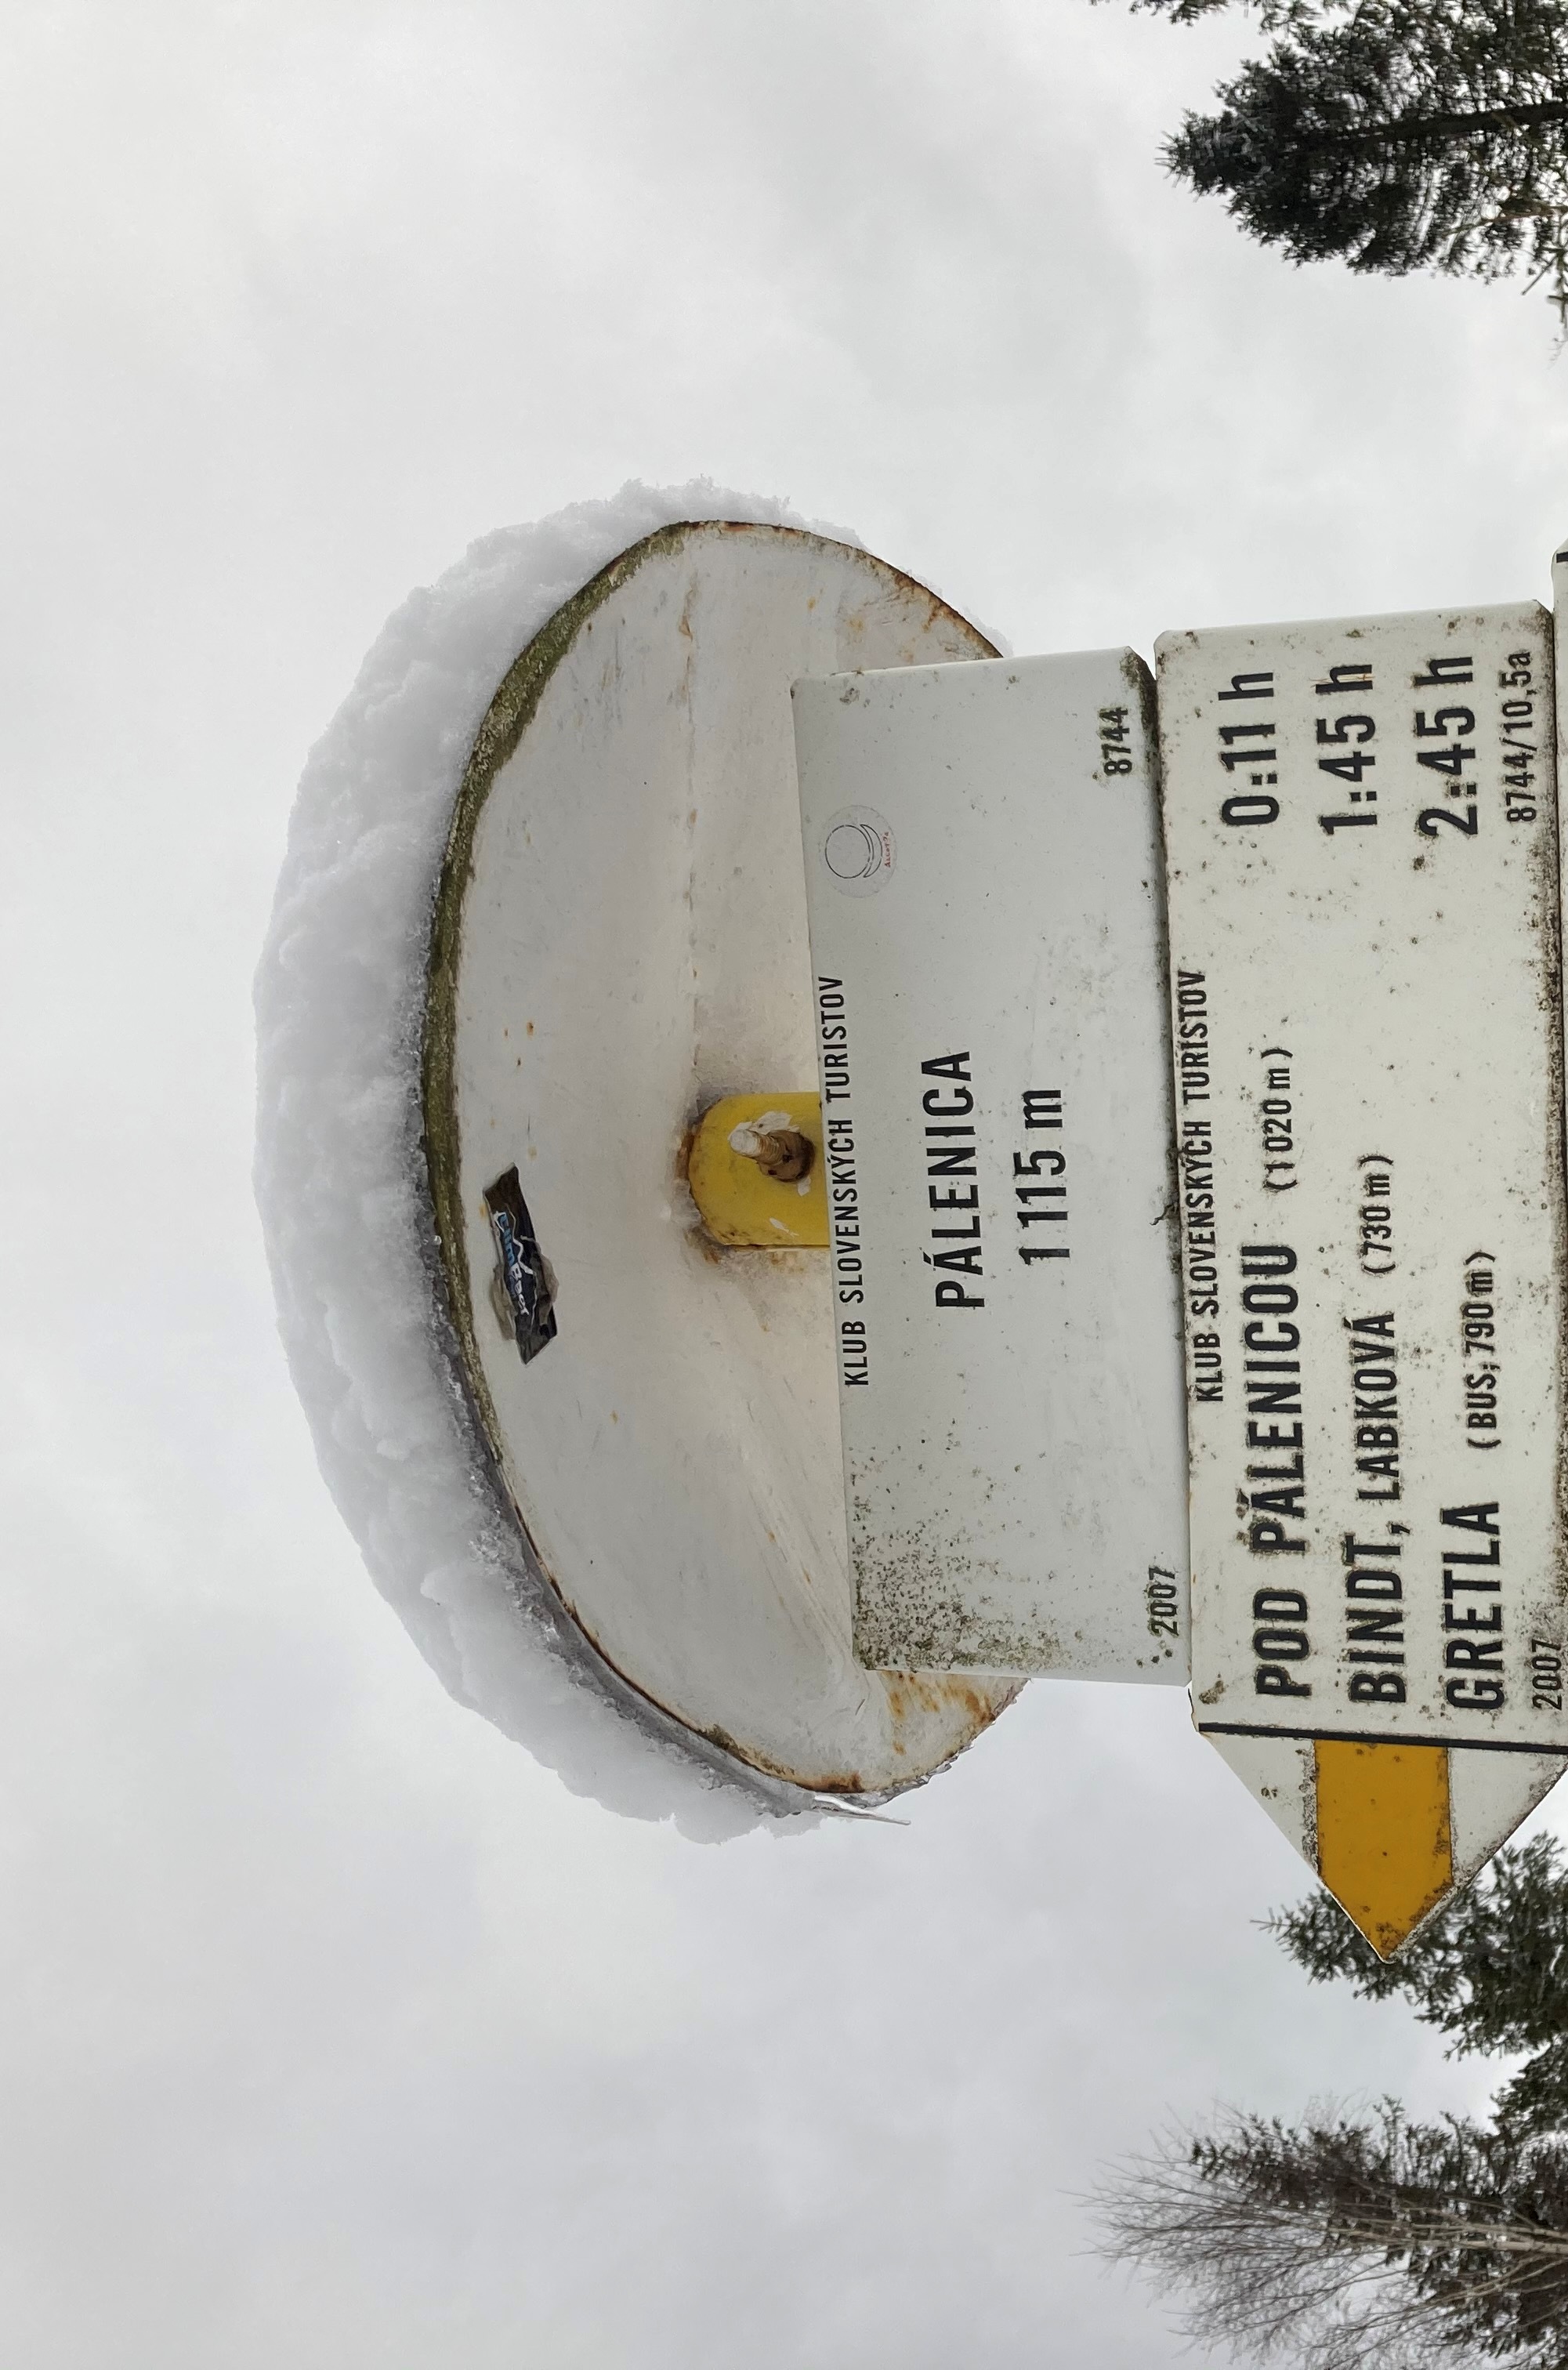 KLUB SLOVENSKÝCH TURISTOV
PÁLENICA
1 115 m
2007 8744
KLUB SLOVENSKÝCH TURISTOV
POD PÁLENICOU (1 020 m) 0:11 h
BINDT, LABKOVÁ (730 m) 1:45 h
GRETLA (BUS; 790 m) 2:45 h
2007 8744/10,5a